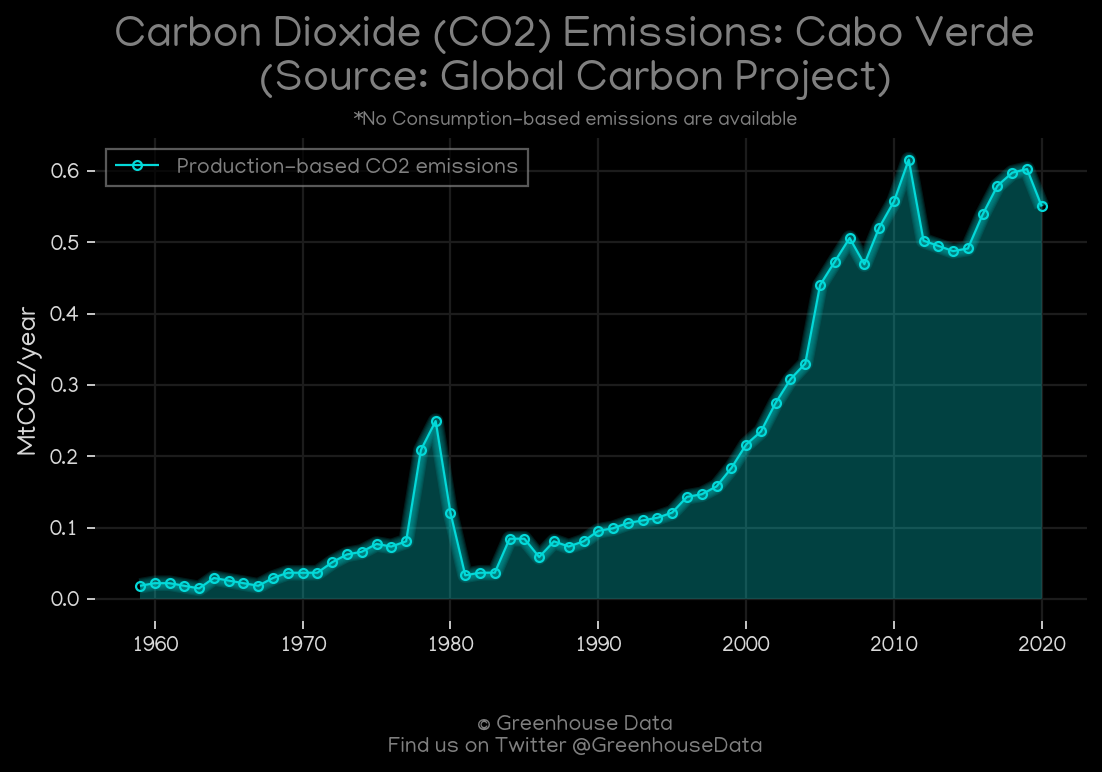 Carbon Dioxide (CO2) Emissions: Cabo Verde
(Source: Global Carbon Project)
*No Consumption-based emissions are available
Production-based CO2 emissions
MtCO2/year
0.6
0.5
0.4
0.3
0.2
0.1
0.0
1960 1970 1980 1990 2000 2010 2020
© Greenhouse Data
Find us on Twitter @GreenhouseData